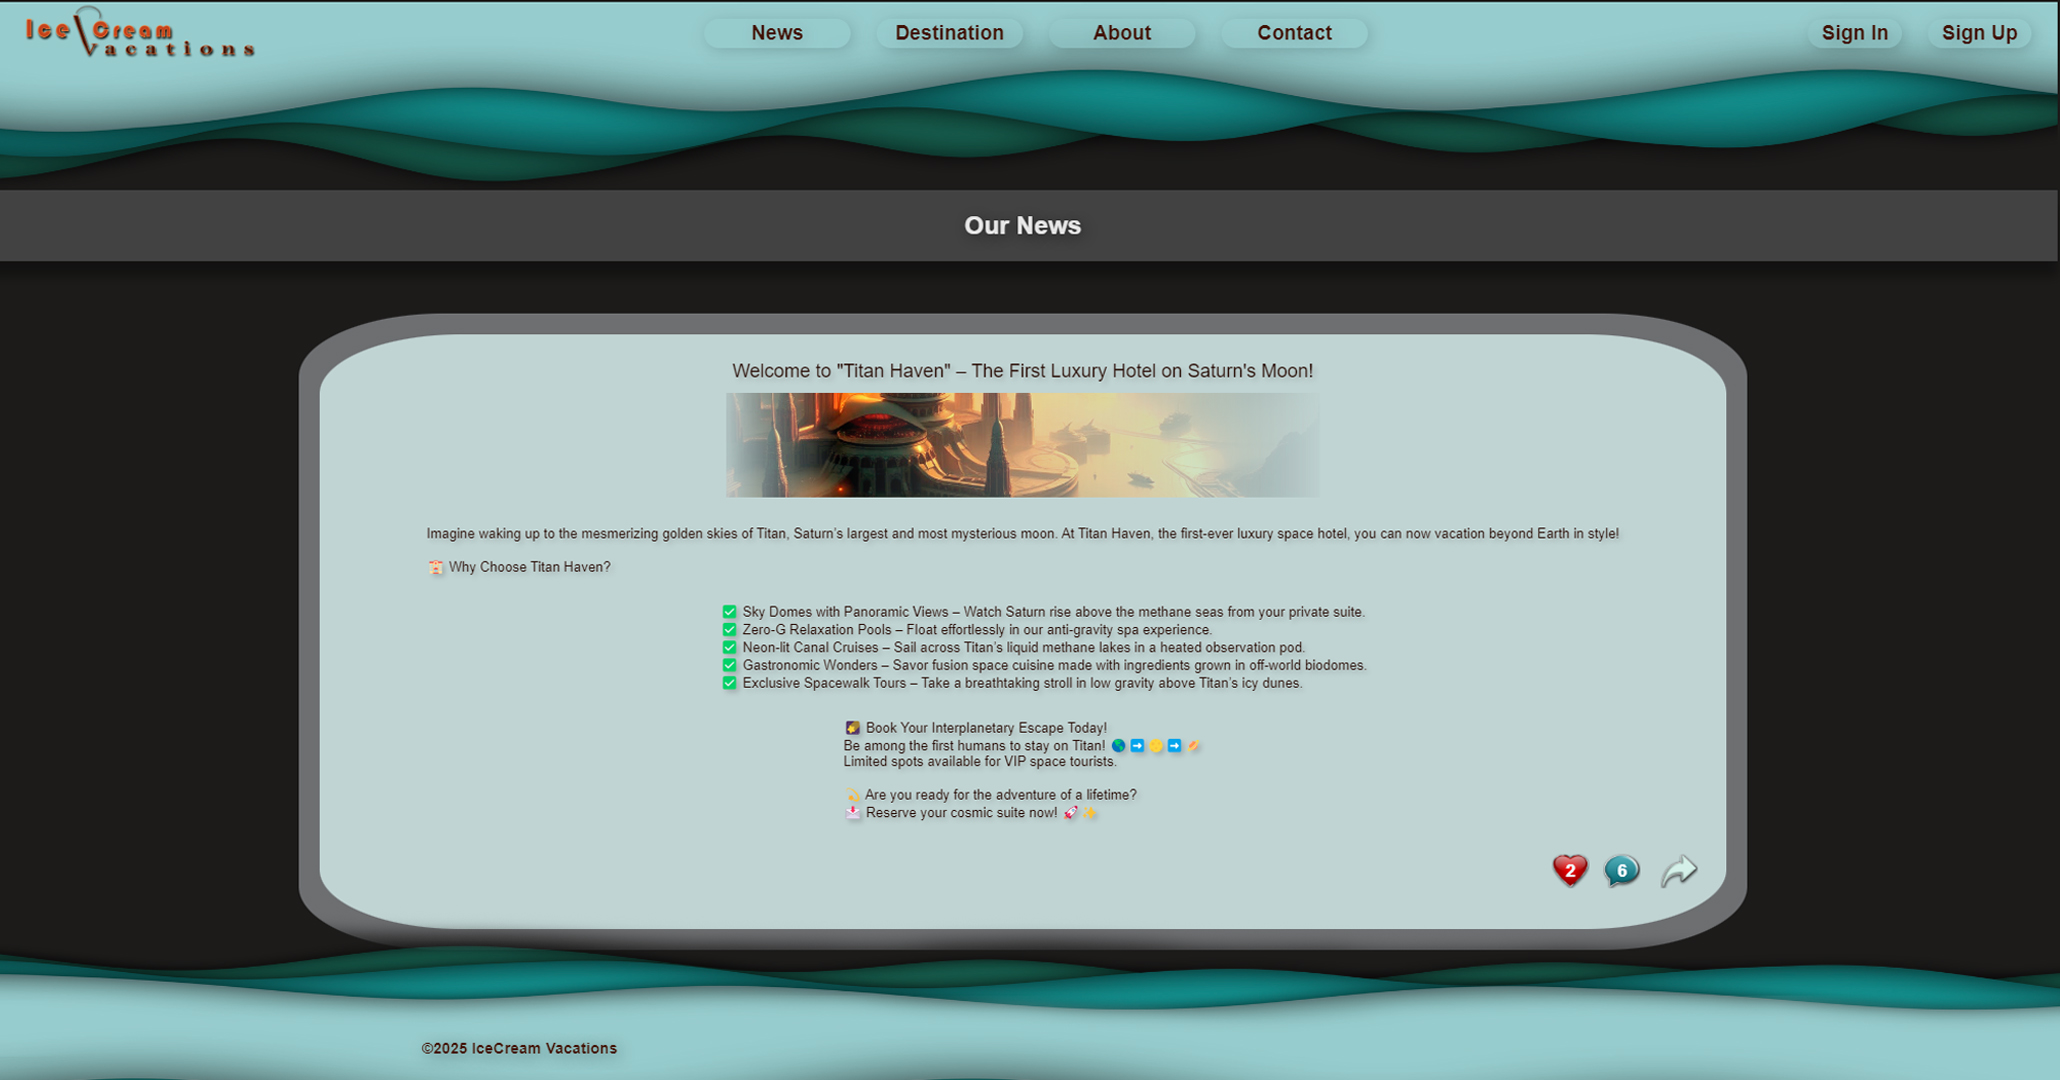 Ice Cream
Vacations
News
Destination
About
Contact
Sign In
Sign Up
Our News
Welcome to "Titan Haven" – The First Luxury Hotel on Saturn's Moon!
Imagine waking up to the mesmerizing golden skies of Titan, Saturn's largest and most mysterious moon. At Titan Haven, the first-ever luxury space hotel, you can now vacation beyond Earth in style!
🏨 Why Choose Titan Haven?
✅ Sky Domes with Panoramic Views – Watch Saturn rise above the methane seas from your private suite.
✅ Zero-G Relaxation Pools – Float effortlessly in our anti-gravity spa experience.
✅ Neon-lit Canal Cruises – Sail across Titan's liquid methane lakes in a heated observation pod.
✅ Gastronomic Wonders – Savor fusion space cuisine made with ingredients grown in off-world biodomes.
✅ Exclusive Spacewalk Tours – Take a breathtaking stroll in low gravity above Titan's icy dunes.
🌠 Book Your Interplanetary Escape Today!
Be among the first humans to stay on Titan! 🌎➡️🌕➡️🪐
Limited spots available for VIP space tourists.
💫 Are you ready for the adventure of a lifetime?
📩 Reserve your cosmic suite now! 🚀✨
2
6
©2025 IceCream Vacations